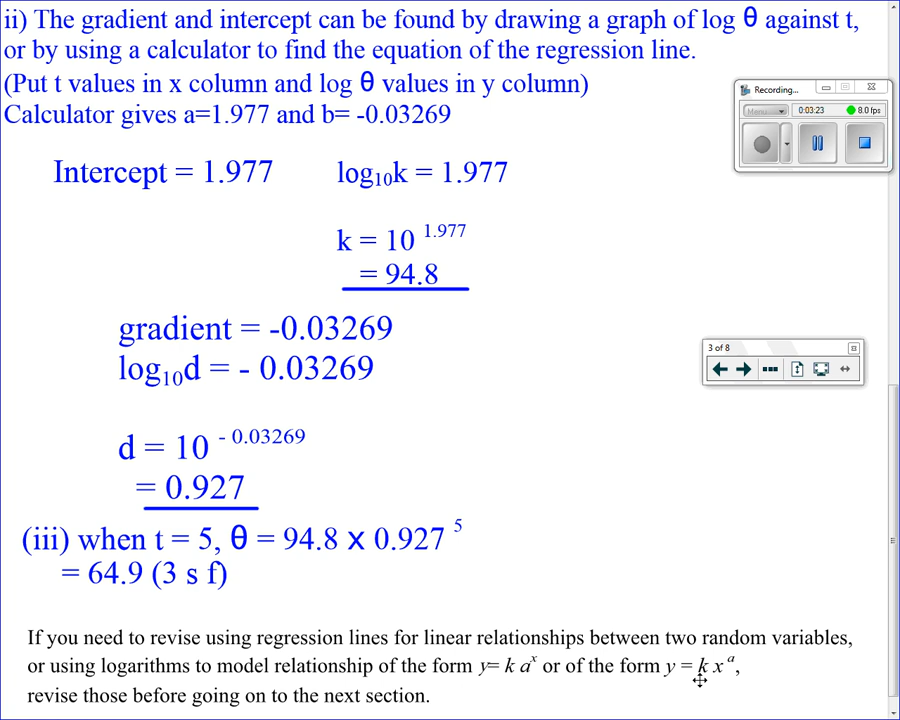 ii) The gradient and intercept can be found by drawing a graph of log θ against t,
or by using a calculator to find the equation of the regression line.
(Put t values in x column and log θ values in y column)
Calculator gives a=1.977 and b= -0.03269
Recording...
Menu
0:03:23
8.0 fps
Intercept = 1.977
log₁₀k = 1.977
k = 10 ^1.977
= 94.8
gradient = -0.03269
log₁₀d = - 0.03269
3 of 8
d = 10 ^- 0.03269
= 0.927
(iii) when t = 5, θ = 94.8 x 0.927 ^5
= 64.9 (3 s f)
If you need to revise using regression lines for linear relationships between two random variables,
or using logarithms to model relationship of the form y= k a^x or of the form y = k x^a,
revise those before going on to the next section.